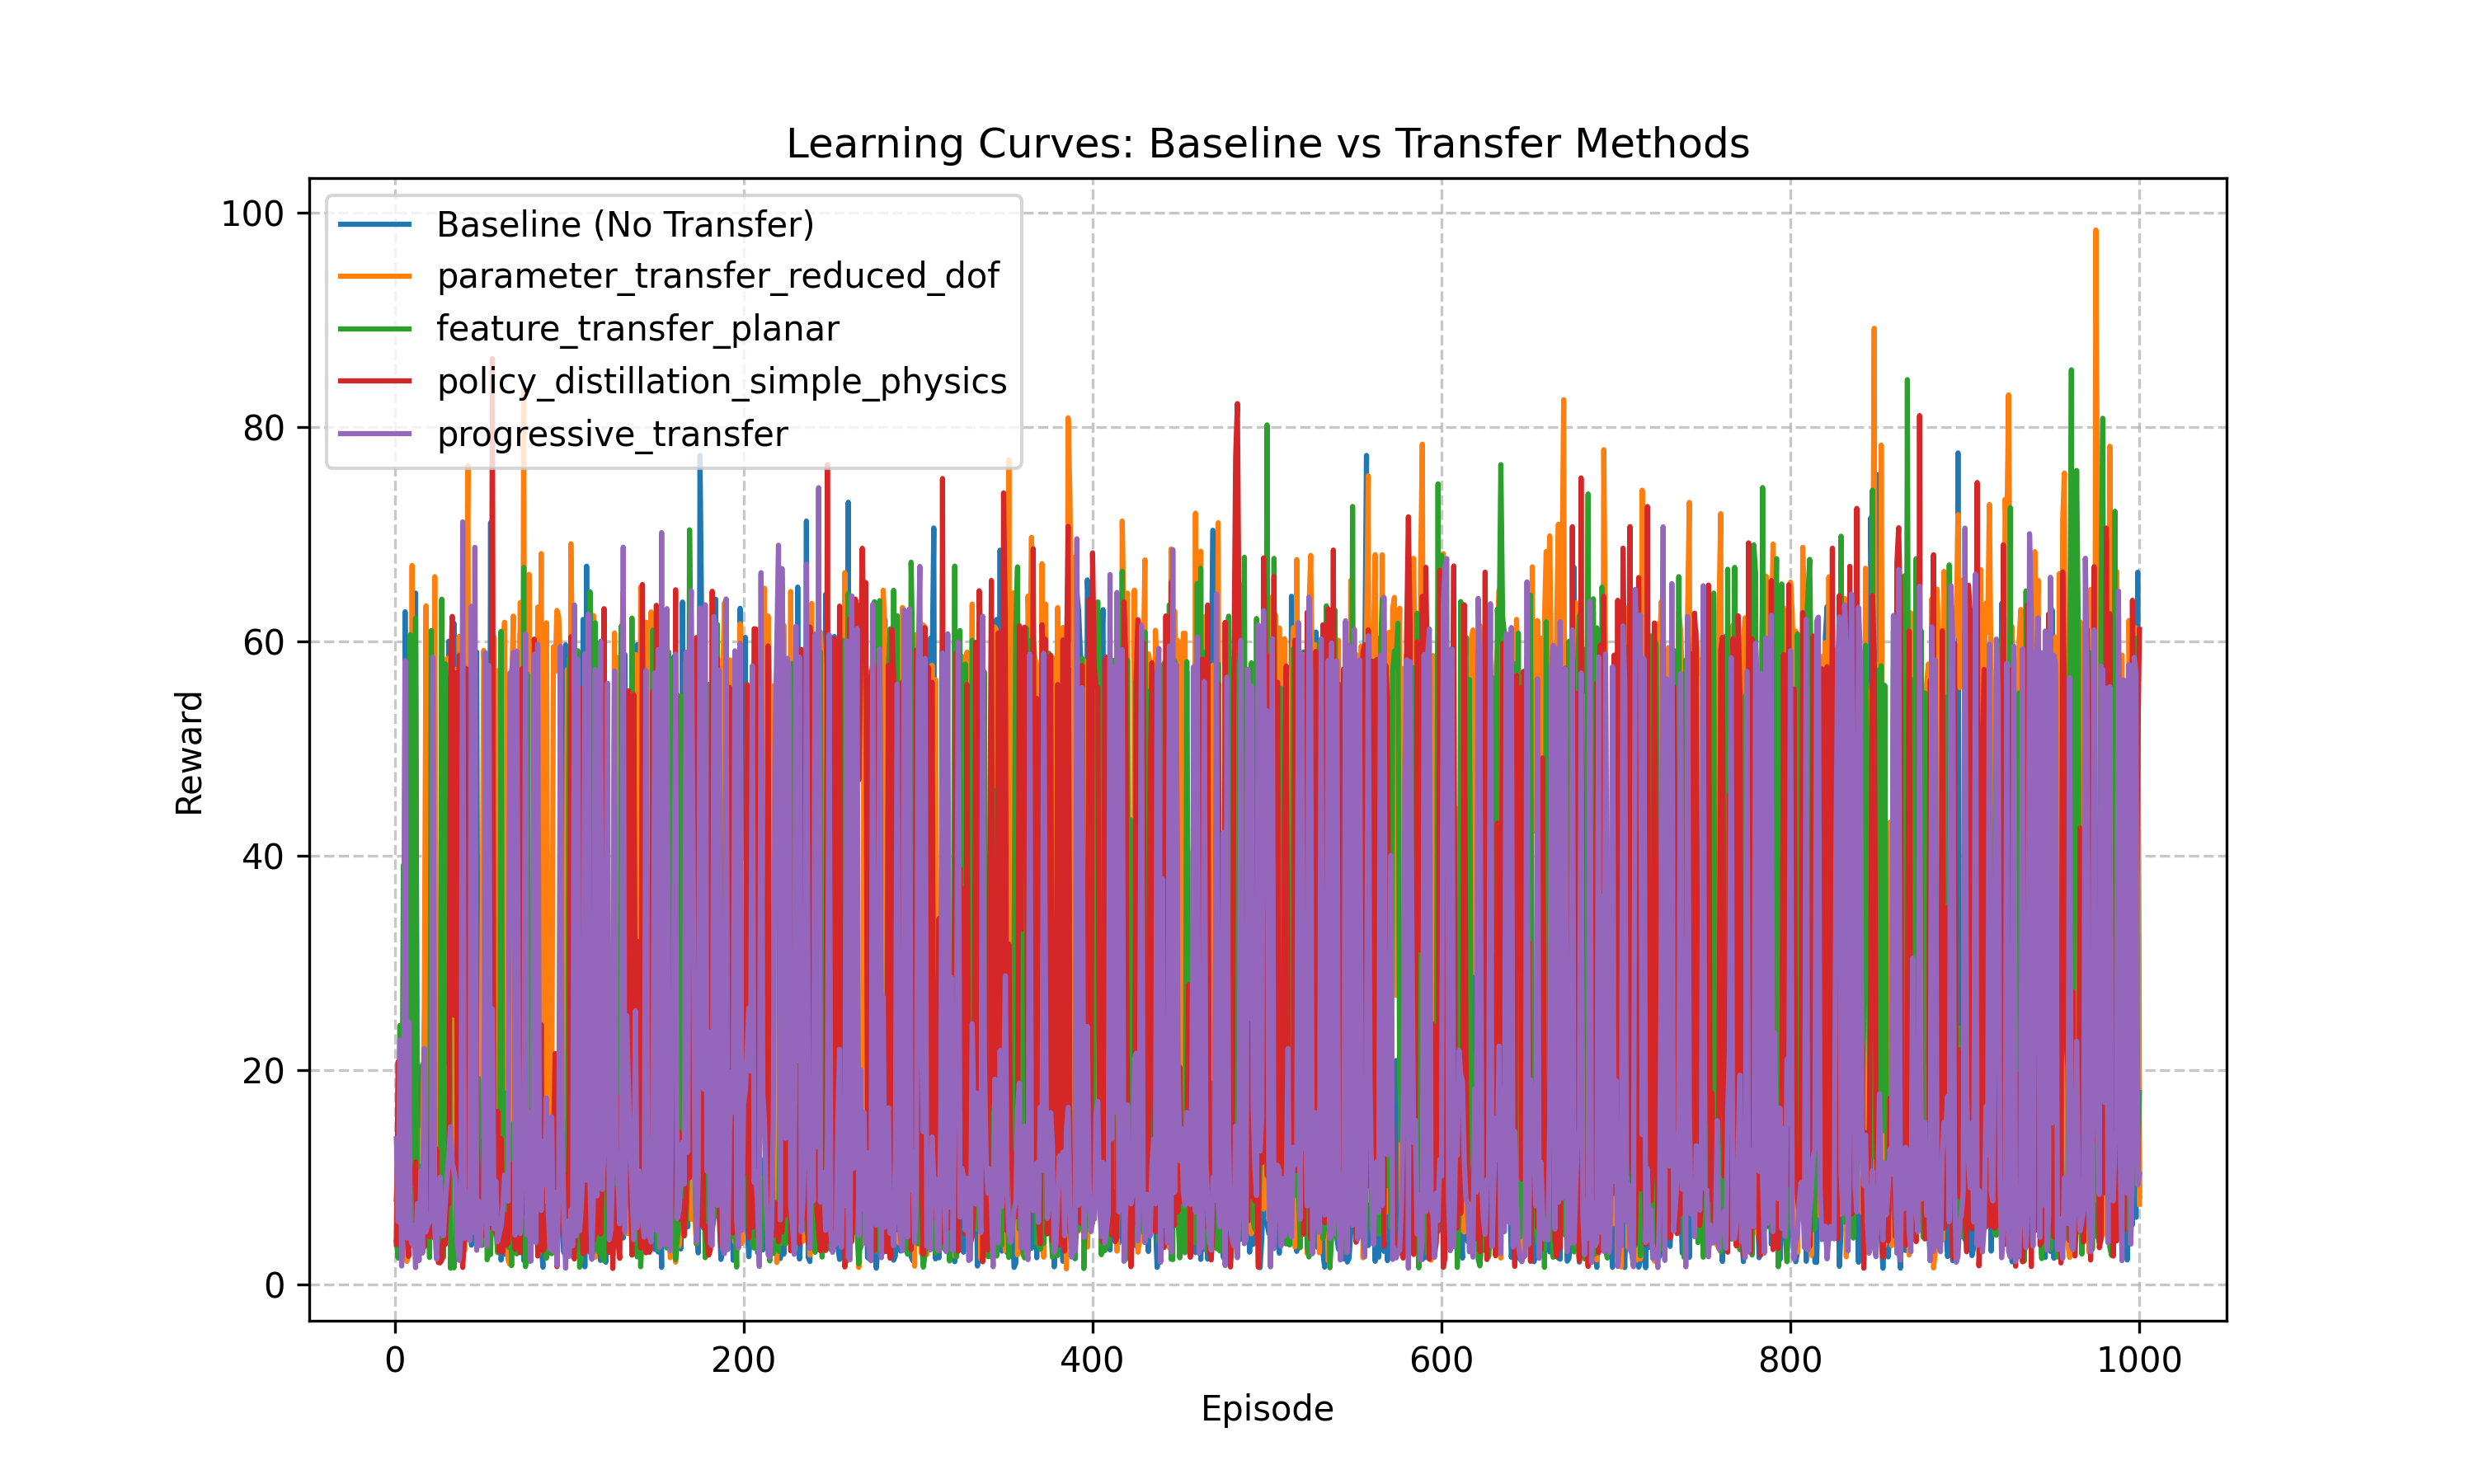 Learning Curves: Baseline vs Transfer Methods
100
80
60
40
20
0
Reward
Baseline (No Transfer)
parameter_transfer_reduced_dof
feature_transfer_planar
policy_distillation_simple_physics
progressive_transfer
0
200
400
600
800
1000
Episode